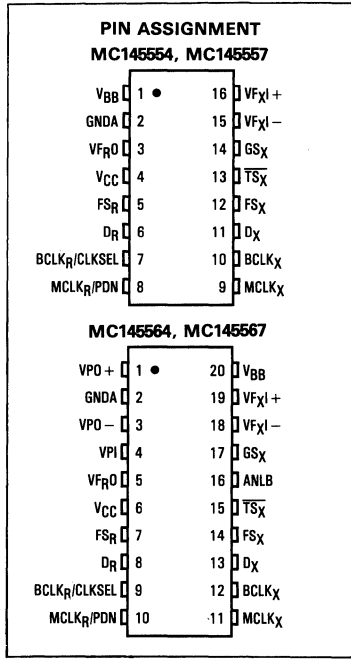 PIN ASSIGNMENT
MC145554, MC145557
VBB 1 16 VFXI+
GNDA 2 15 VFXI−
VFRO 3 14 GSX
VCC 4 13 TSX
FSR 5 12 FSX
DR 6 11 DX
BCLKR/CLKSEL 7 10 BCLKX
MCLKR/PDN 8 9 MCLKX
MC145564, MC145567
VPO+ 1 20 VBB
GNDA 2 19 VFXI+
VPO− 3 18 VFXI−
VPI 4 17 GSX
VFRO 5 16 ANLB
VCC 6 15 TSX
FSR 7 14 FSX
DR 8 13 DX
BCLKR/CLKSEL 9 12 BCLKX
MCLKR/PDN 10 11 MCLKX